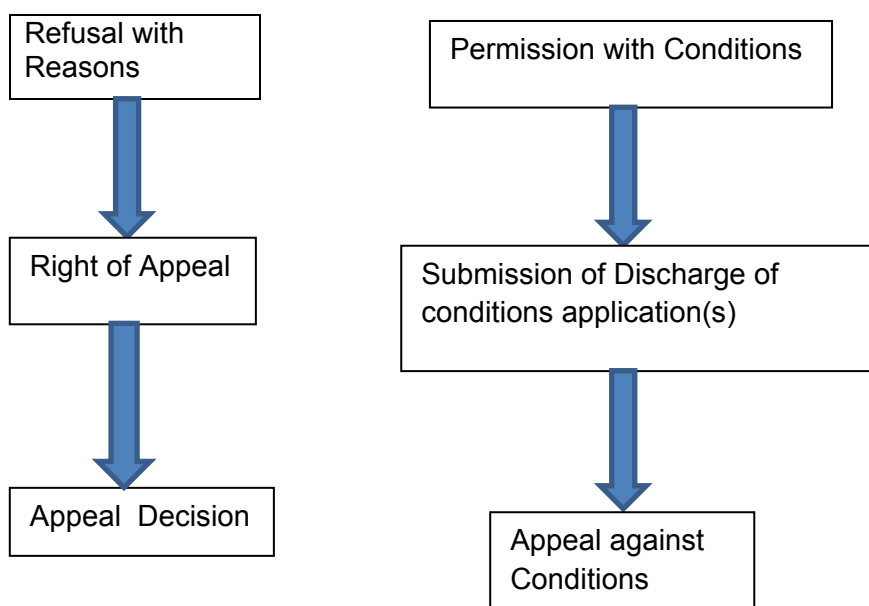 Refusal with
Reasons
Right of Appeal
Appeal  Decision
Permission with Conditions
Submission of Discharge of
conditions application(s)
Appeal against
Conditions